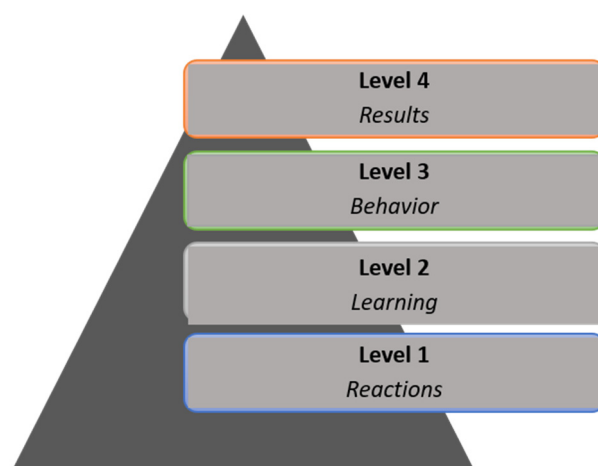 Level 4
Results
Level 3
Behavior
Level 2
Learning
Level 1
Reactions